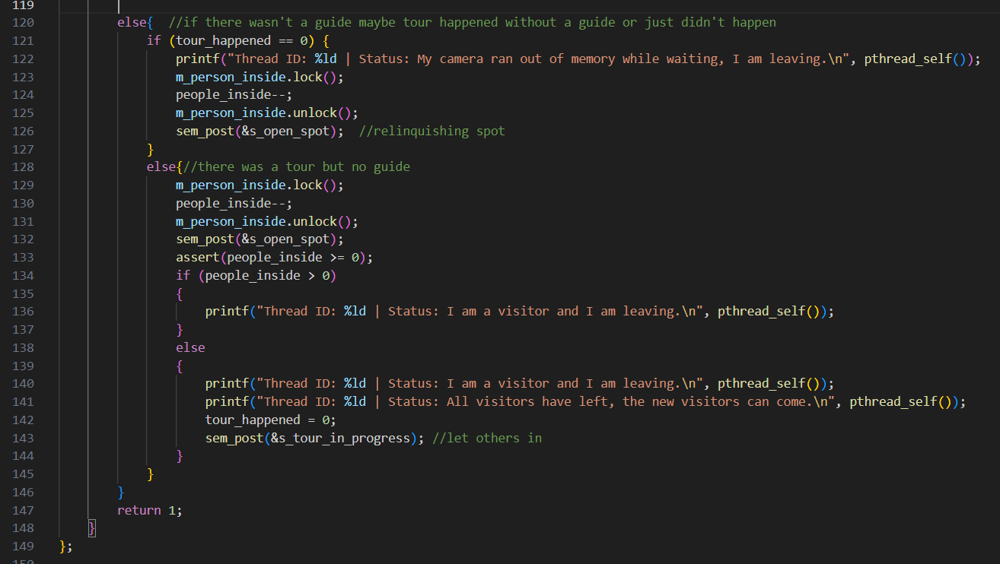 119
120 else{ //if there wasn't a guide maybe tour happened without a guide or just didn't happen
121 if (tour_happened == 0) {
122 printf("Thread ID: %ld | Status: My camera ran out of memory while waiting, I am leaving.\n", pthread_self());
123 m_person_inside.lock();
124 people_inside--;
125 m_person_inside.unlock();
126 sem_post(&s_open_spot); //relinquishing spot
127 }
128 else{//there was a tour but no guide
129 m_person_inside.lock();
130 people_inside--;
131 m_person_inside.unlock();
132 sem_post(&s_open_spot);
133 assert(people_inside >= 0);
134 if (people_inside > 0)
135 {
136 printf("Thread ID: %ld | Status: I am a visitor and I am leaving.\n", pthread_self());
137 }
138 else
139 {
140 printf("Thread ID: %ld | Status: I am a visitor and I am leaving.\n", pthread_self());
141 printf("Thread ID: %ld | Status: All visitors have left, the new visitors can come.\n", pthread_self());
142 tour_happened = 0;
143 sem_post(&s_tour_in_progress); //let others in
144 }
145 }
146 }
147 return 1;
148 }
149 };
150